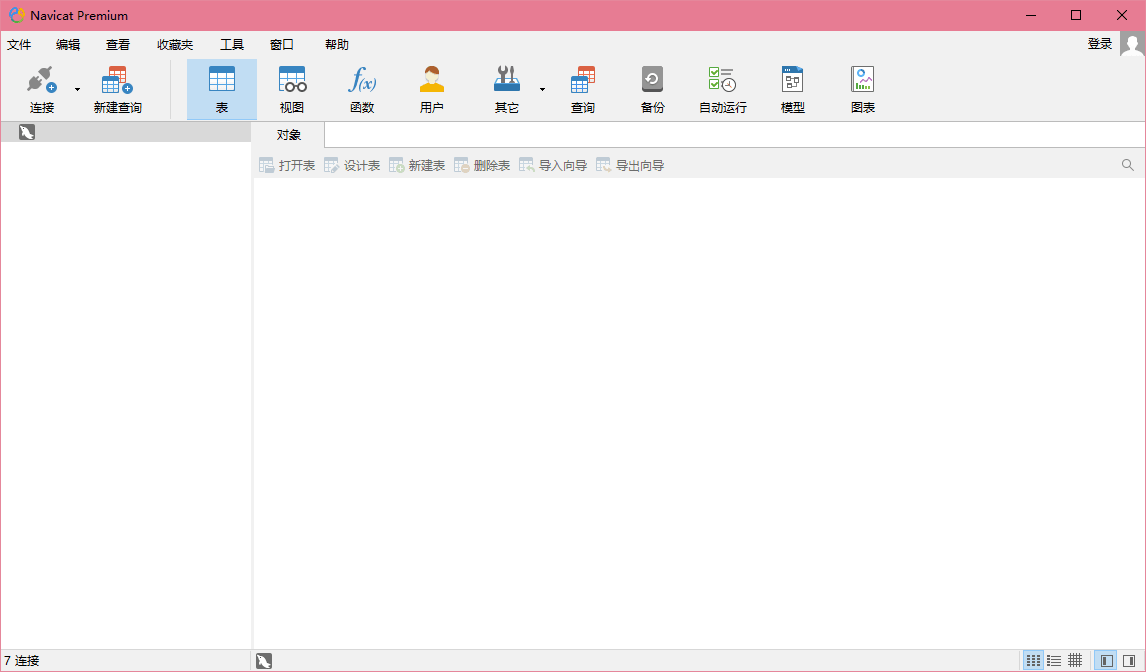 Navicat Premium
文件 编辑 查看 收藏夹 工具 窗口 帮助 登录
连接 新建查询 表 视图 f(x) 函数 用户 其它 查询 备份 自动运行 模型 图表
对象
打开表 设计表 新建表 删除表 导入向导 导出向导
7 连接